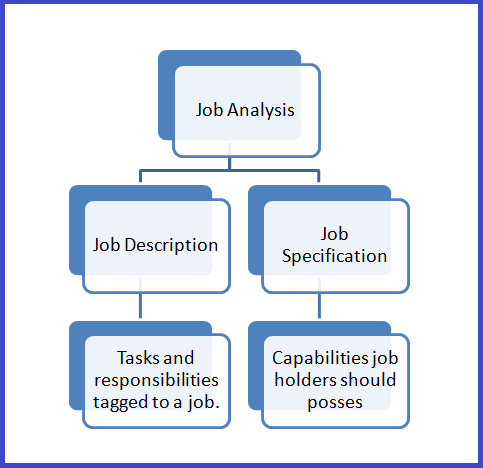 Job Analysis
Job Description
Job
Specification
Tasks and
responsibilities
tagged to a job.
Capabilities job
holders should
posses